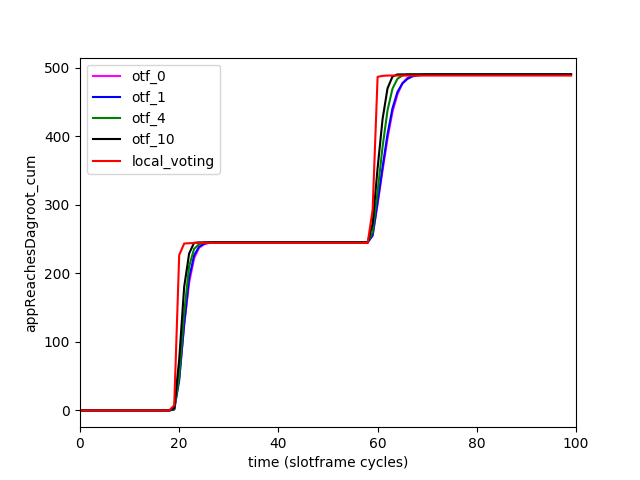 otf_0
otf_1
otf_4
otf_10
local_voting
appReachesDagroot_cum
500
400
300
200
100
0
0 20 40 60 80 100
time (slotframe cycles)